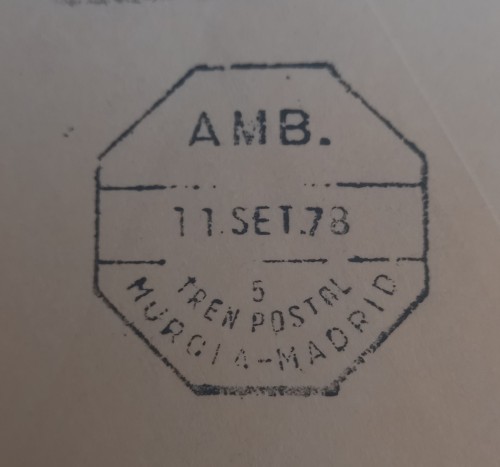 AMB.
11.SET.78
5
TREN POSTAL
MURCIA-MADRID